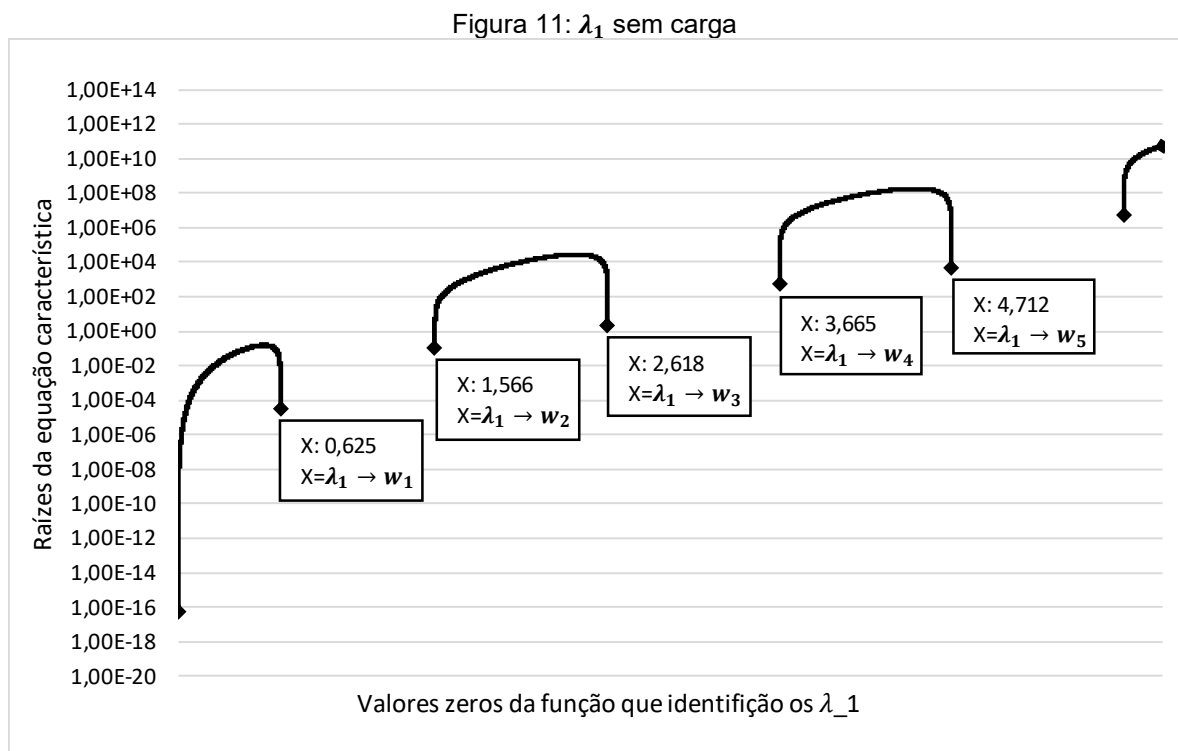 Figura 11: λ₁ sem carga
1,00E+14
1,00E+12
1,00E+10
1,00E+08
1,00E+06
1,00E+04
1,00E+02
1,00E+00
1,00E-02
1,00E-04
1,00E-06
1,00E-08
1,00E-10
1,00E-12
1,00E-14
1,00E-16
1,00E-18
1,00E-20
Raízes da equação característica
X: 0,625
X=λ₁ → w₁
X: 1,566
X=λ₁ → w₂
X: 2,618
X=λ₁ → w₃
X: 3,665
X=λ₁ → w₄
X: 4,712
X=λ₁ → w₅
Valores zeros da função que identifição os λ_1